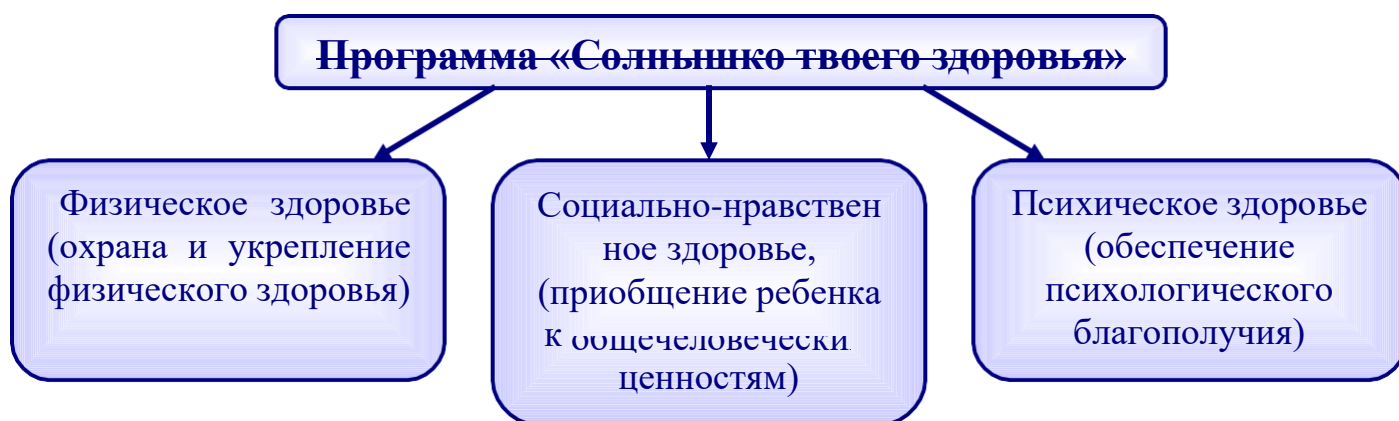 Программа «Солнышко твоего здоровья»
Физическое здоровье
(охрана и укрепление
физического здоровья)
Социально-нравствен
ное здоровье,
(приобщение ребенка
к общечеловечески
ценностям)
Психическое здоровье
(обеспечение
психологического
благополучия)